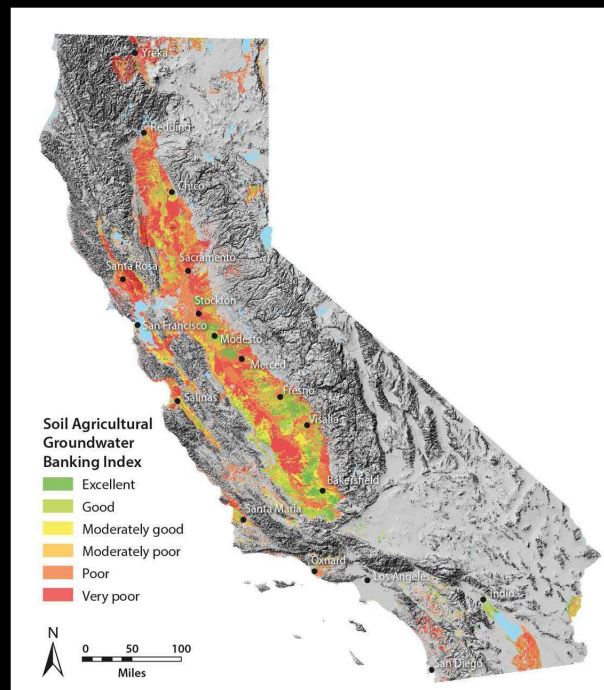 Yreka
Redding
Chico
Sacramento
Santa Rosa
Stockton
San Francisco
Modesto
Merced
Fresno
Salinas
Visalia
Soil Agricultural
Groundwater
Banking Index
Excellent
Good
Moderately good
Moderately poor
Poor
Very poor
Bakersfield
Santa Maria
Oxnard
Los Angeles
Indio
San Diego
N
0 50 100
Miles